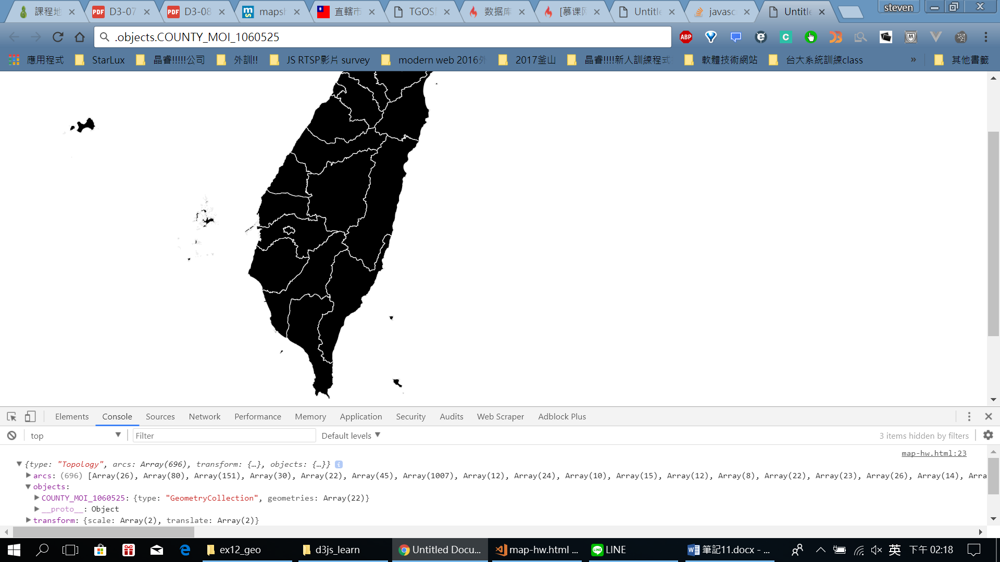 課程地
D3-07
D3-08
mapsh
直轄市
TGOS
数据库
[慕课网
Untitle
javasc
Untitle
steven
.objects.COUNTY_MOI_1060525
ABP
應用程式
StarLux
晶睿!!!!!公司
外訓!!
JS RTSP影片 survey
modern web 2016外
2017釜山
晶睿!!!!新人訓練程式
軟體技術網站
台大系統訓練class
»
其他書籤
Elements
Console
Sources
Network
Performance
Memory
Application
Security
Audits
Web Scraper
Adblock Plus
top
Filter
Default levels
3 items hidden by filters
map-hw.html:23
{type: "Topology", arcs: Array(696), transform: {…}, objects: {…}}
arcs: (696) [Array(26), Array(80), Array(151), Array(30), Array(22), Array(45), Array(1007), Array(12), Array(24), Array(10), Array(15), Array(12), Array(8), Array(22), Array(23), Array(26), Array(14), Arra
objects:
COUNTY_MOI_1060525: {type: "GeometryCollection", geometries: Array(22)}
__proto__: Object
transform: {scale: Array(2), translate: Array(2)}
ex12_geo
d3js_learn
Untitled Docu...
map-hw.html ...
LINE
筆記11.docx - ...
英
下午 02:18